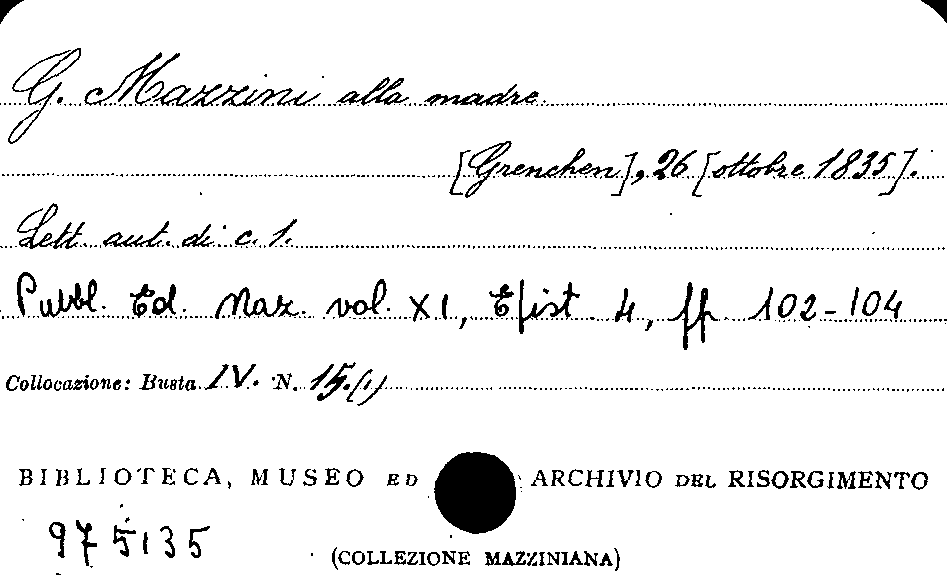 G. Mazzini alla madre.
[Grenchen], 26 [ottobre 1835].
Lett. aut. di c. 1.
Pubbl. Ed. Naz. vol. XI, Epist. 4, pp. 102-104
Collocazione: Busta IV. N. 15.(1)
BIBLIOTECA, MUSEO ED ARCHIVIO DEL RISORGIMENTO
975135
(COLLEZIONE MAZZINIANA)